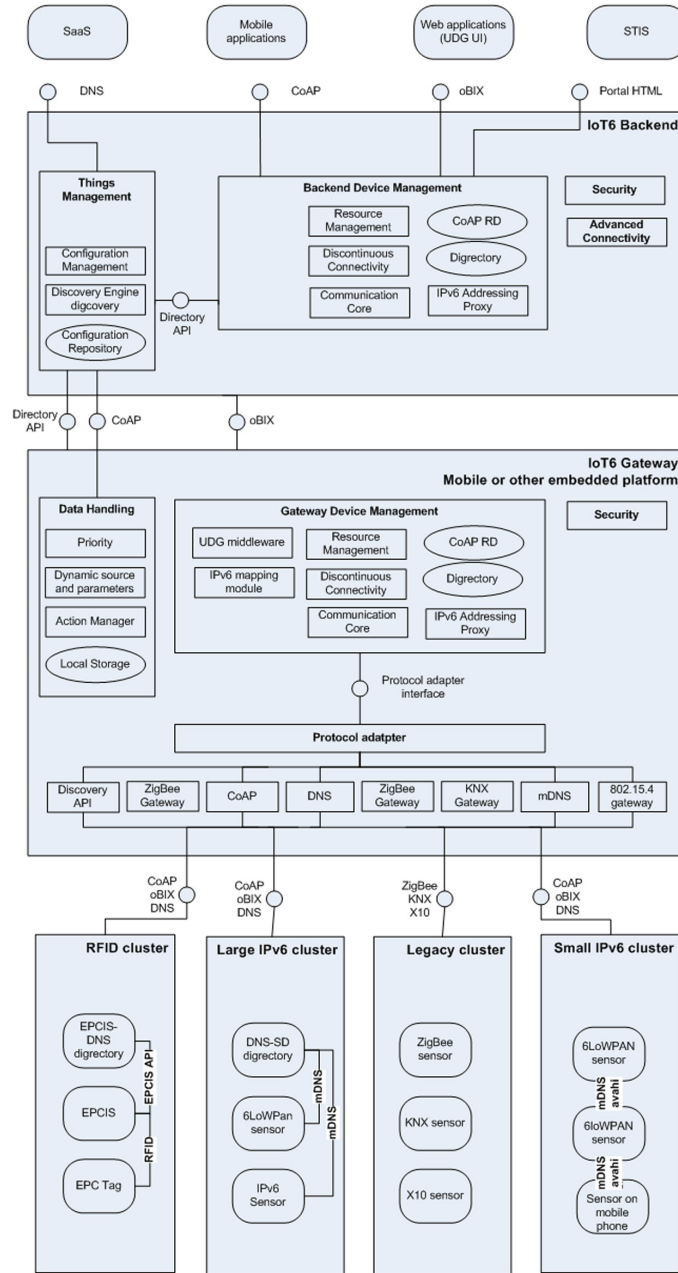 SaaS
Mobile
applications
Web applications
(UDG UI)
STIS
DNS
CoAP
oBIX
Portal HTML
IoT6 Backend
Things
Management
Configuration
Management
Discovery Engine
digcovery
Configuration
Repository
Directory
API
Backend Device Management
Resource
Management
CoAP RD
Discontinuous
Connectivity
Digrectory
Communication
Core
IPv6 Addressing
Proxy
Security
Advanced
Connectivity
Directory
API
CoAP
oBIX
IoT6 Gateway
Mobile or other embedded platform
Data Handling
Priority
Dynamic source
and parameters
Action Manager
Local Storage
Gateway Device Management
UDG middleware
Resource
Management
CoAP RD
IPv6 mapping
module
Discontinuous
Connectivity
Digrectory
Communication
Core
IPv6 Addressing
Proxy
Security
Protocol adapter
interface
Protocol adatpter
Discovery
API
ZigBee
Gateway
CoAP
DNS
ZigBee
Gateway
KNX
Gateway
mDNS
802.15.4
gateway
CoAP
oBIX
DNS
CoAP
oBIX
DNS
ZigBee
KNX
X10
CoAP
oBIX
DNS
RFID cluster
EPCIS-
DNS
digrectory
EPCIS API
EPCIS
RFID
EPC Tag
Large IPv6 cluster
DNS-SD
digrectory
mDNS
mDNS
6LoWPan
sensor
IPv6
Sensor
Legacy cluster
ZigBee
sensor
KNX sensor
X10 sensor
Small IPv6 cluster
6LoWPAN
sensor
mDNS
avahi
6loWPAN
sensor
mDNS
avahi
Sensor on
mobile
phone